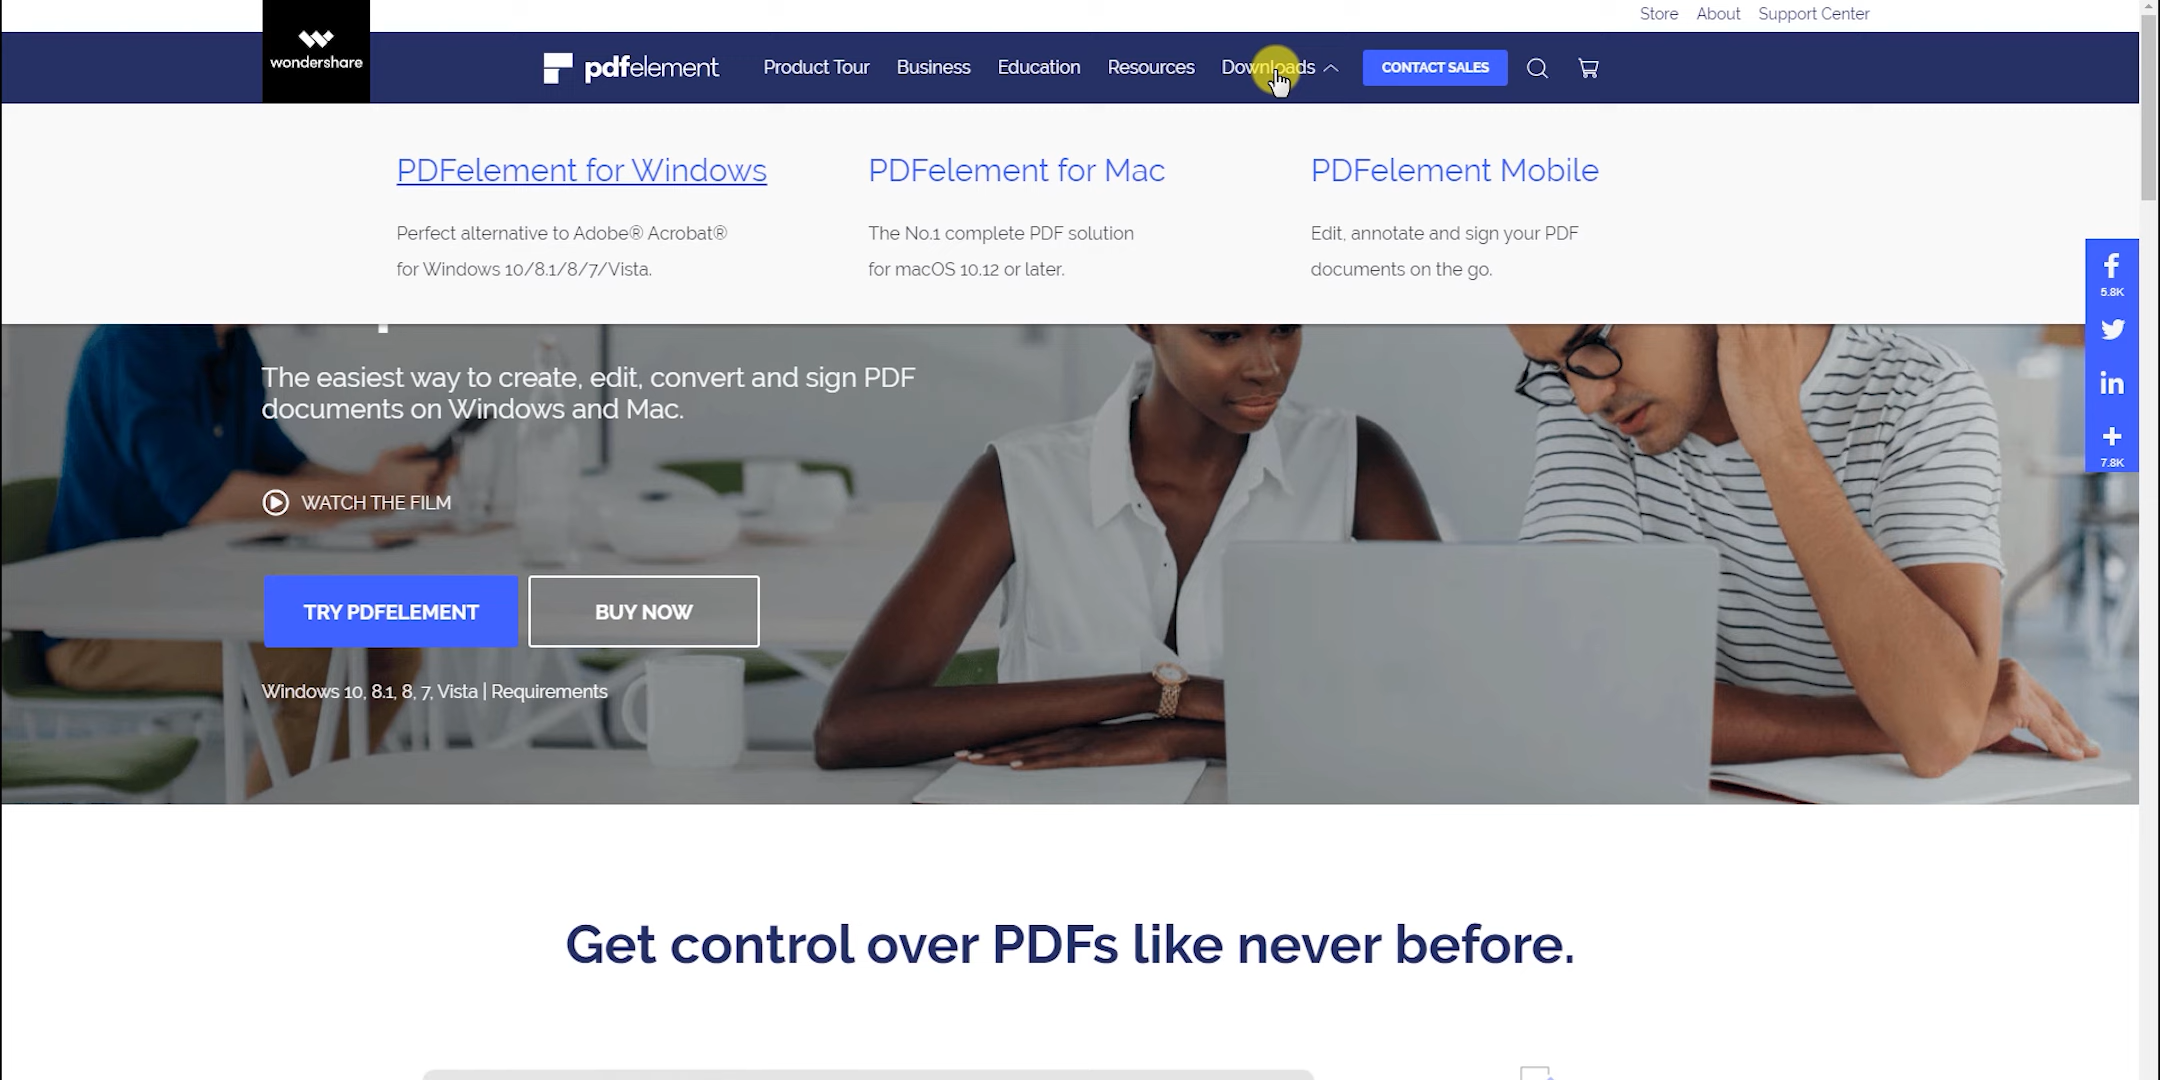 Store About Support Center
wondershare
pdfelement Product Tour Business Education Resources Downloads CONTACT SALES
PDFelement for Windows
Perfect alternative to Adobe® Acrobat®
for Windows 10/8.1/8/7/Vista.
PDFelement for Mac
The No.1 complete PDF solution
for macOS 10.12 or later.
PDFelement Mobile
Edit, annotate and sign your PDF
documents on the go.
5.8K
in
7.8K
The easiest way to create, edit, convert and sign PDF
documents on Windows and Mac.
WATCH THE FILM
TRY PDFELEMENT BUY NOW
Windows 10, 8.1, 8, 7, Vista | Requirements
Get control over PDFs like never before.